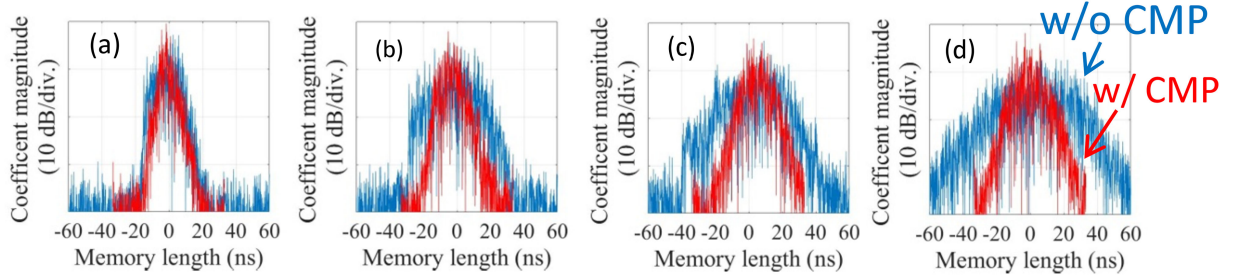 (a)
Coefficent magnitude
(10 dB/div.)
-60 -40 -20 0 20 40 60
Memory length (ns)
(b)
Coefficent magnitude
(10 dB/div.)
-60 -40 -20 0 20 40 60
Memory length (ns)
(c)
Coefficent magnitude
(10 dB/div.)
-60 -40 -20 0 20 40 60
Memory length (ns)
(d)
w/o CMP
w/ CMP
Coefficent magnitude
(10 dB/div.)
-60 -40 -20 0 20 40 60
Memory length (ns)